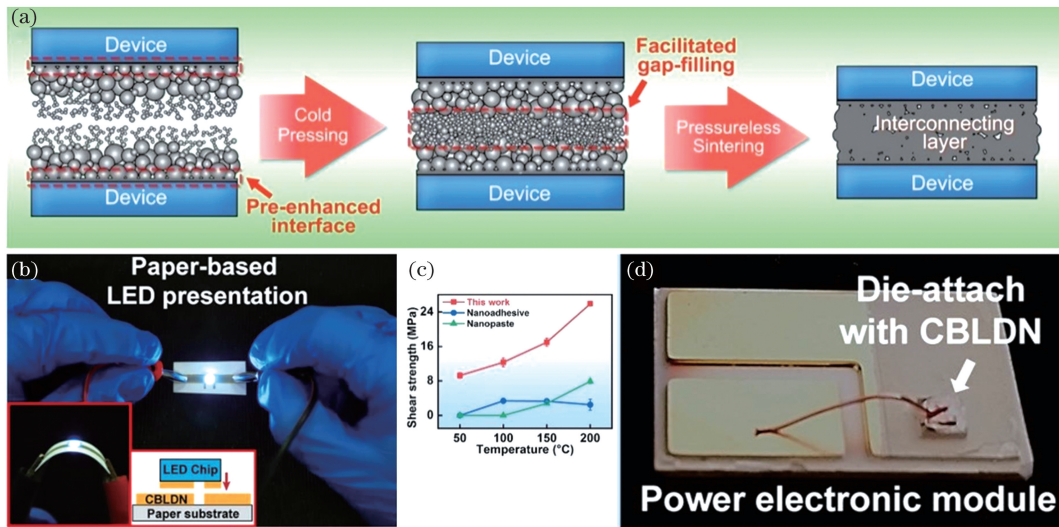 (a)
Device
Device
Cold
Pressing
Pre-enhanced
interface
Device
Device
Facilitated
gap-filling
Pressureless
Sintering
Device
Interconnecting
layer
Device
(b)
Paper-based
LED presentation
LED Chip
CBLDN
Paper substrate
(c)
Shear strength (MPa)
24
16
8
0
This work
Nanoadhesive
Nanopaste
50
100
150
200
Temperature (°C)
(d)
Die-attach
with CBLDN
Power electronic module